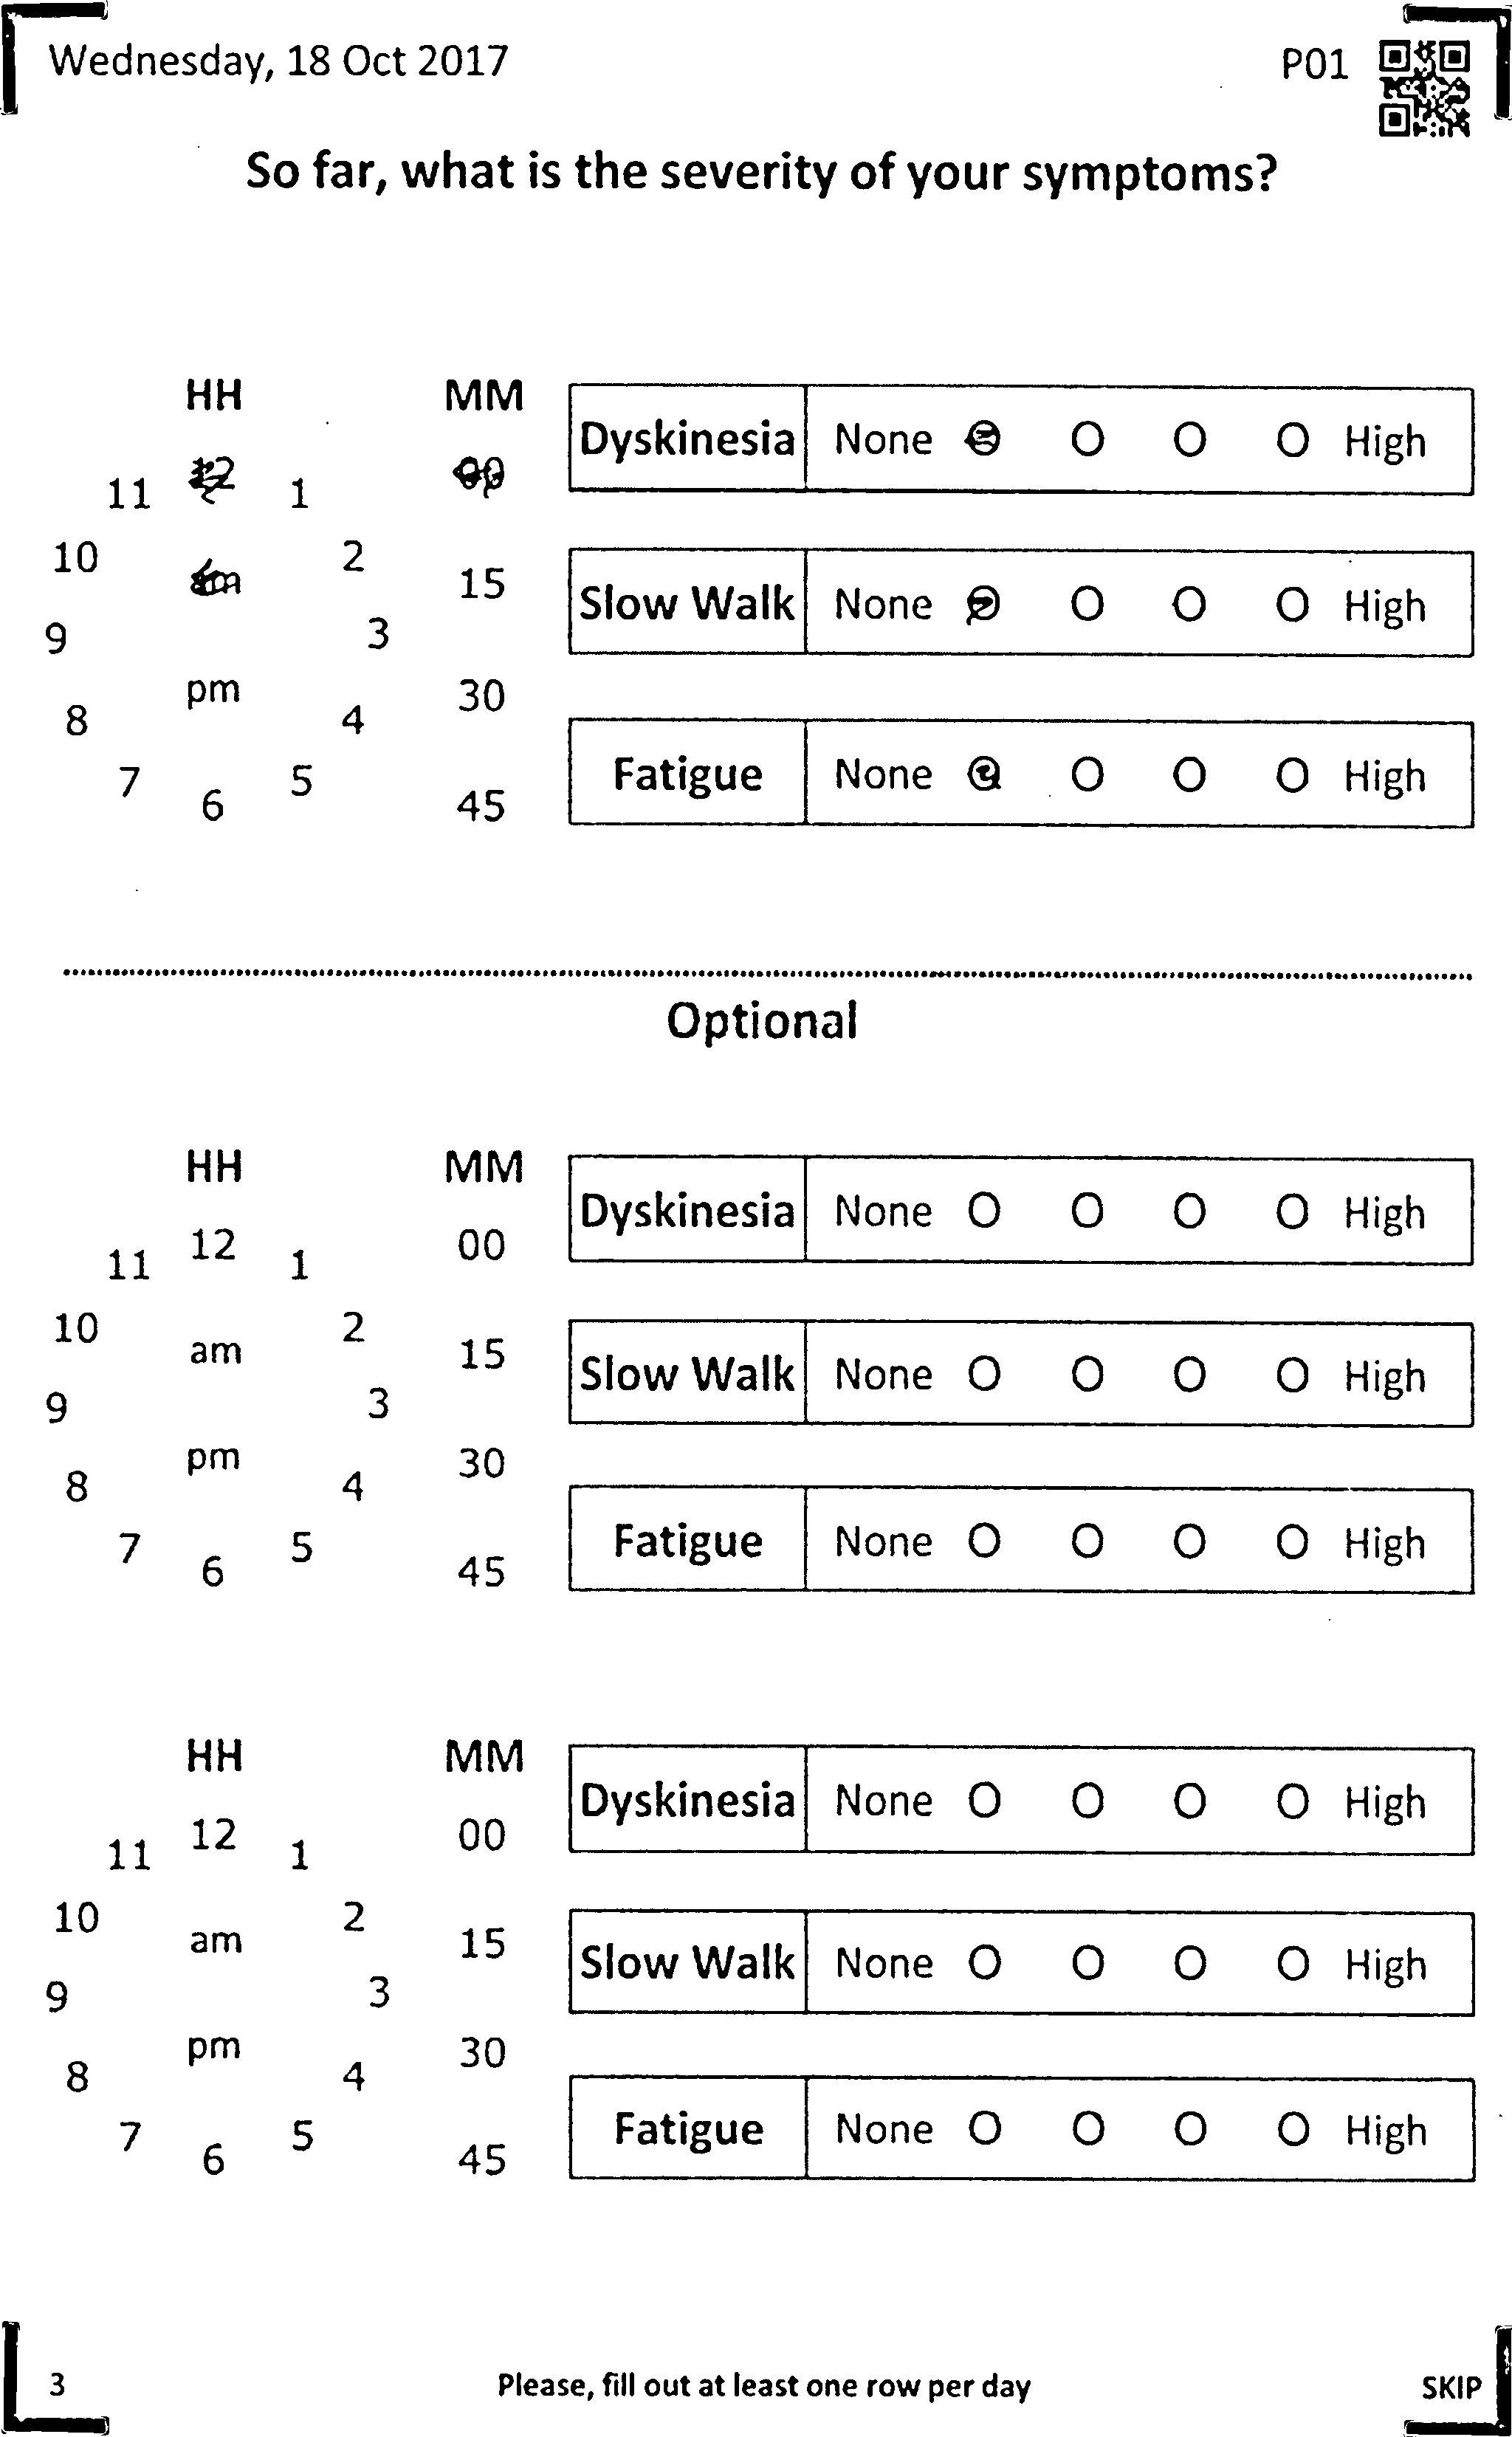 Wednesday, 18 Oct 2017 P01
So far, what is the severity of your symptoms?
HH MM
Dyskinesia None High
11 12 1 00
10 2
am 15
Slow Walk None High
9 3
pm 30
8 4
Fatigue None High
7 5
6 45
Optional
HH MM
Dyskinesia None High
11 12 1 00
10 2
am 15
Slow Walk None High
9 3
pm 30
8 4
Fatigue None High
7 5
6 45
HH MM
Dyskinesia None High
11 12 1 00
10 2
am 15
Slow Walk None High
9 3
pm 30
8 4
Fatigue None High
7 5
6 45
3 Please, fill out at least one row per day SKIP